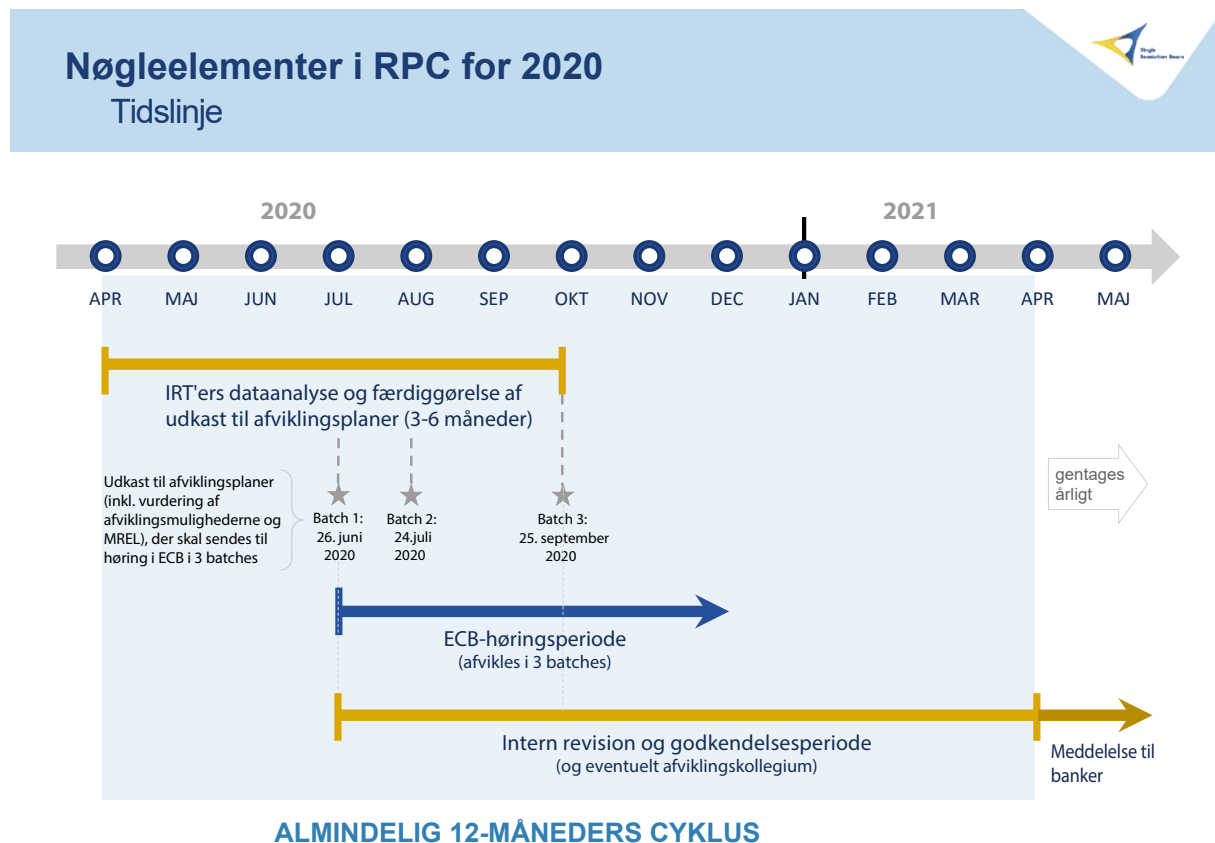 Nøgleelementer i RPC for 2020
Tidslinje
Single
Resolution Board
2020
2021
APR
MAJ
JUN
JUL
AUG
SEP
OKT
NOV
DEC
JAN
FEB
MAR
APR
MAJ
IRT'ers dataanalyse og færdiggørelse af
udkast til afviklingsplaner (3-6 måneder)
Udkast til afviklingsplaner
(inkl. vurdering af
afviklingsmulighederne og
MREL), der skal sendes til
høring i ECB i 3 batches
Batch 1:
26. juni
2020
Batch 2:
24.juli
2020
Batch 3:
25. september
2020
gentages
årligt
ECB-høringsperiode
(afvikles i 3 batches)
Intern revision og godkendelsesperiode
(og eventuelt afviklingskollegium)
Meddelelse til
banker
ALMINDELIG 12-MÅNEDERS CYKLUS